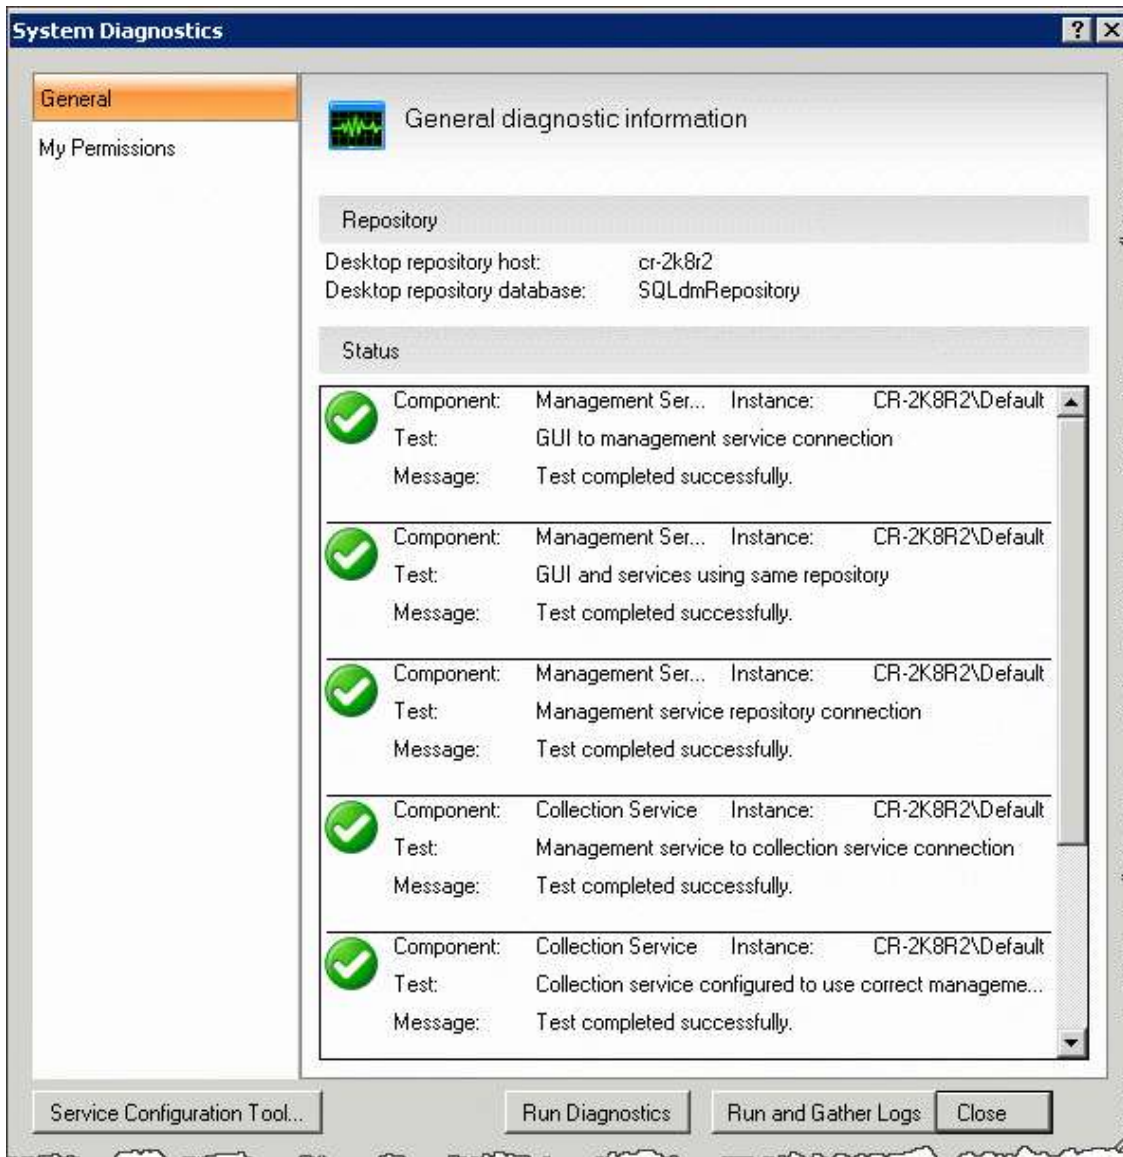 System Diagnostics
General
My Permissions
General diagnostic information
Repository
Desktop repository host: cr-2k8r2
Desktop repository database: SQLdmRepository
Status
Component: Management Ser... Instance: CR-2K8R2\Default
Test: GUI to management service connection
Message: Test completed successfully.
Component: Management Ser... Instance: CR-2K8R2\Default
Test: GUI and services using same repository
Message: Test completed successfully.
Component: Management Ser... Instance: CR-2K8R2\Default
Test: Management service repository connection
Message: Test completed successfully.
Component: Collection Service Instance: CR-2K8R2\Default
Test: Management service to collection service connection
Message: Test completed successfully.
Component: Collection Service Instance: CR-2K8R2\Default
Test: Collection service configured to use correct manageme...
Message: Test completed successfully.
Service Configuration Tool... Run Diagnostics Run and Gather Logs Close